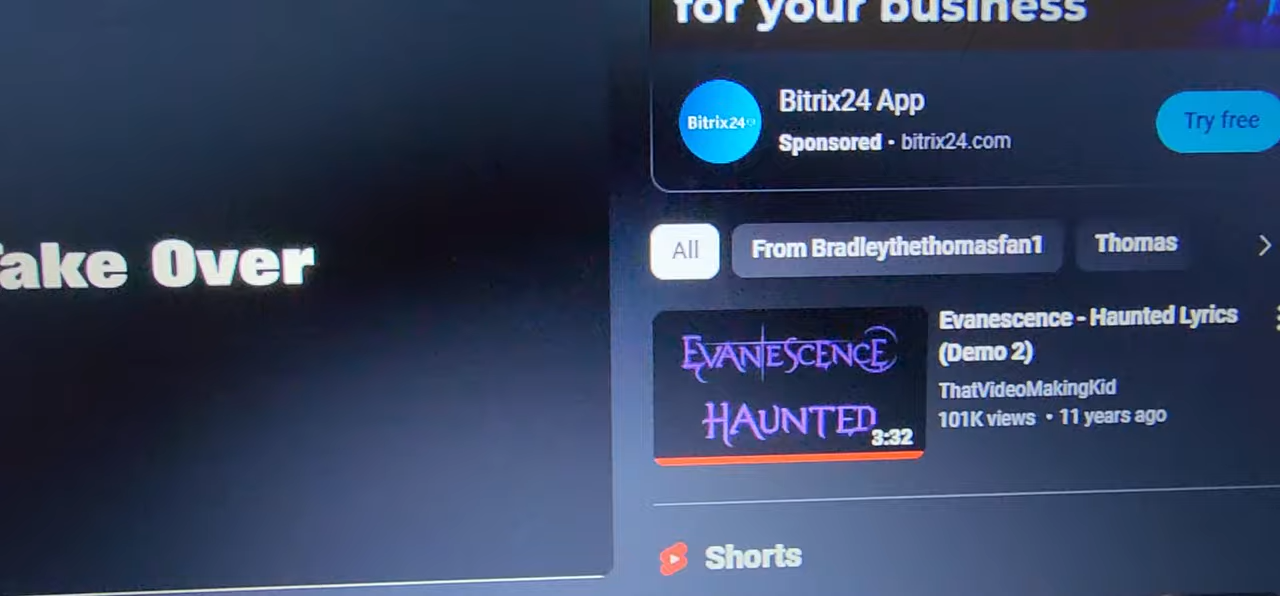 for your business
Bitrix24
Bitrix24 App
Sponsored • bitrix24.com
Try free
ake Over
All
From Bradleythethomasfan1
Thomas
EVANESCENCE
HAUNTED
3:32
Evanescence - Haunted Lyrics
(Demo 2)
ThatVideoMakingKid
101K views • 11 years ago
Shorts